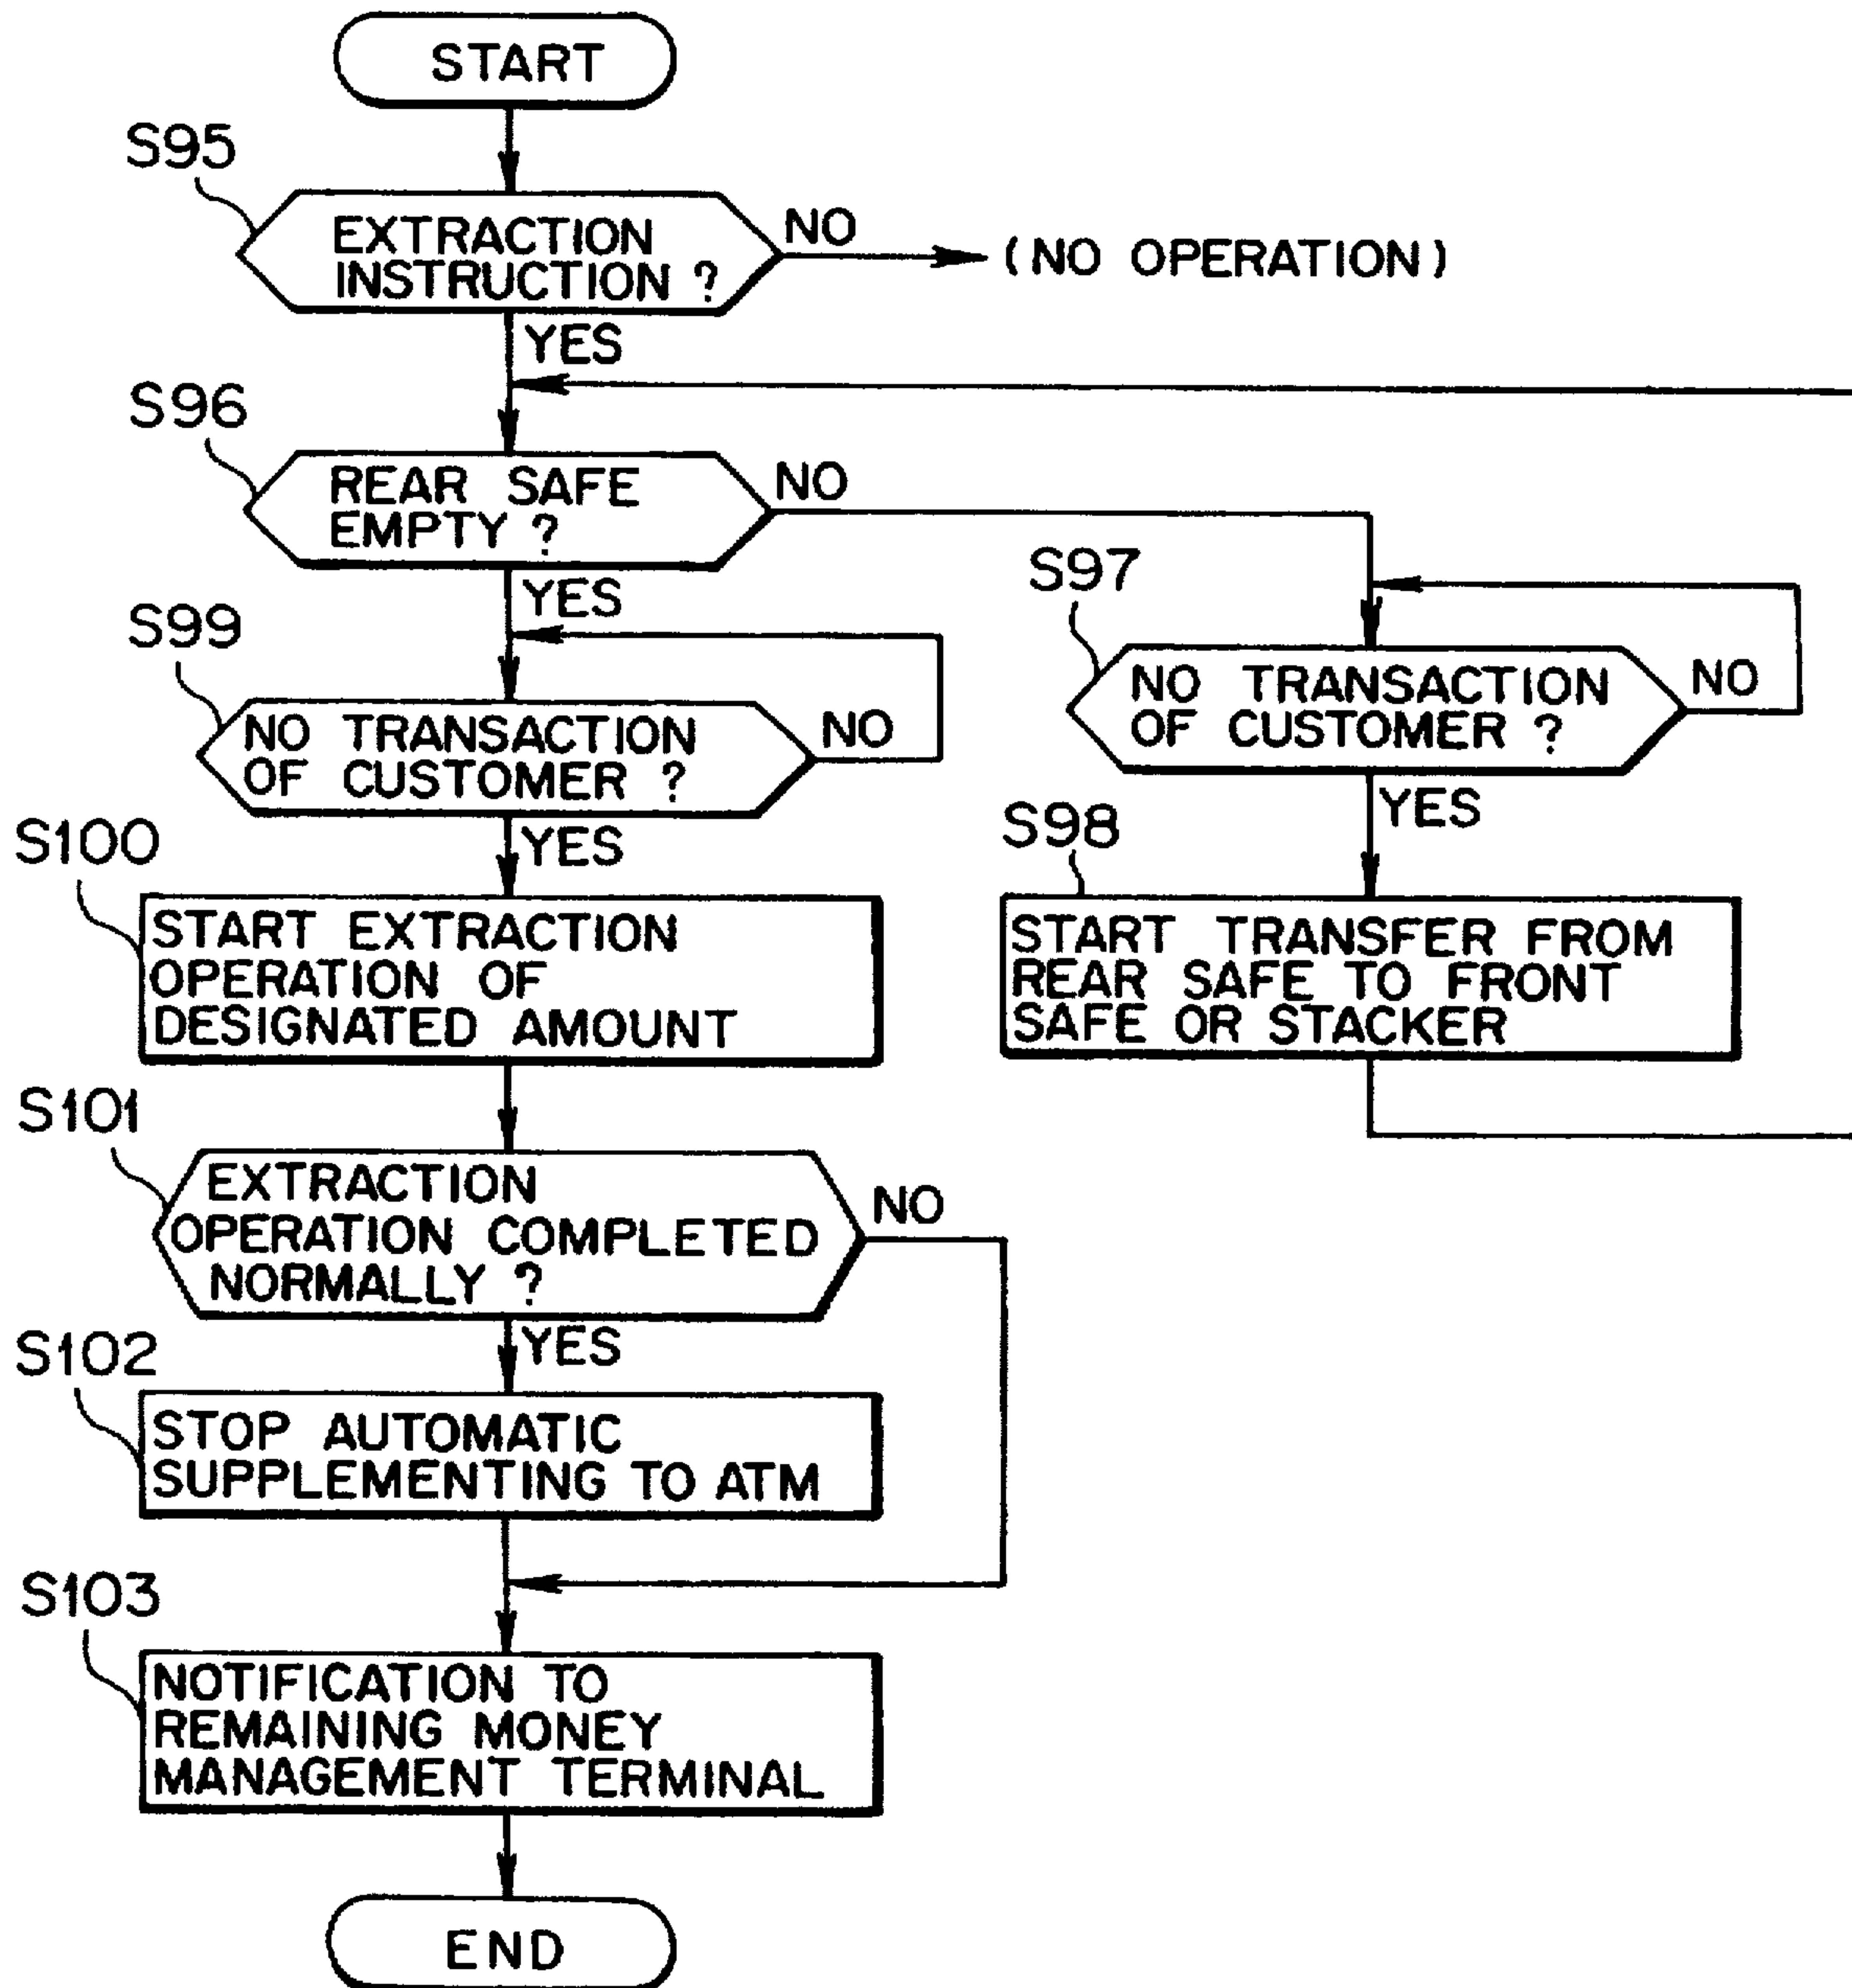 START
S95
EXTRACTION
INSTRUCTION ?
NO
(NO OPERATION)
YES
S96
REAR SAFE
EMPTY ?
NO
YES
S97
NO TRANSACTION
OF CUSTOMER ?
NO
YES
S98
START TRANSFER FROM
REAR SAFE TO FRONT
SAFE OR STACKER
S99
NO TRANSACTION
OF CUSTOMER ?
NO
YES
S100
START EXTRACTION
OPERATION OF
DESIGNATED AMOUNT
S101
EXTRACTION
OPERATION COMPLETED
NORMALLY ?
NO
YES
S102
STOP AUTOMATIC
SUPPLEMENTING TO ATM
S103
NOTIFICATION TO
REMAINING MONEY
MANAGEMENT TERMINAL
END